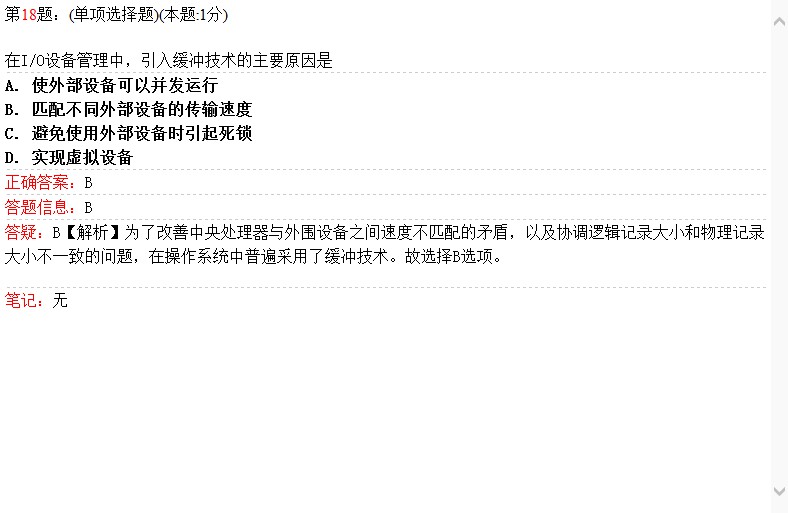 第18题：(单项选择题)(本题:1分)
在I/O设备管理中，引入缓冲技术的主要原因是
A. 使外部设备可以并发运行
B. 匹配不同外部设备的传输速度
C. 避免使用外部设备时引起死锁
D. 实现虚拟设备
正确答案：B
答题信息：B
答疑：B【解析】为了改善中央处理器与外围设备之间速度不匹配的矛盾，以及协调逻辑记录大小和物理记录
大小不一致的问题，在操作系统中普遍采用了缓冲技术。故选择B选项。
笔记：无